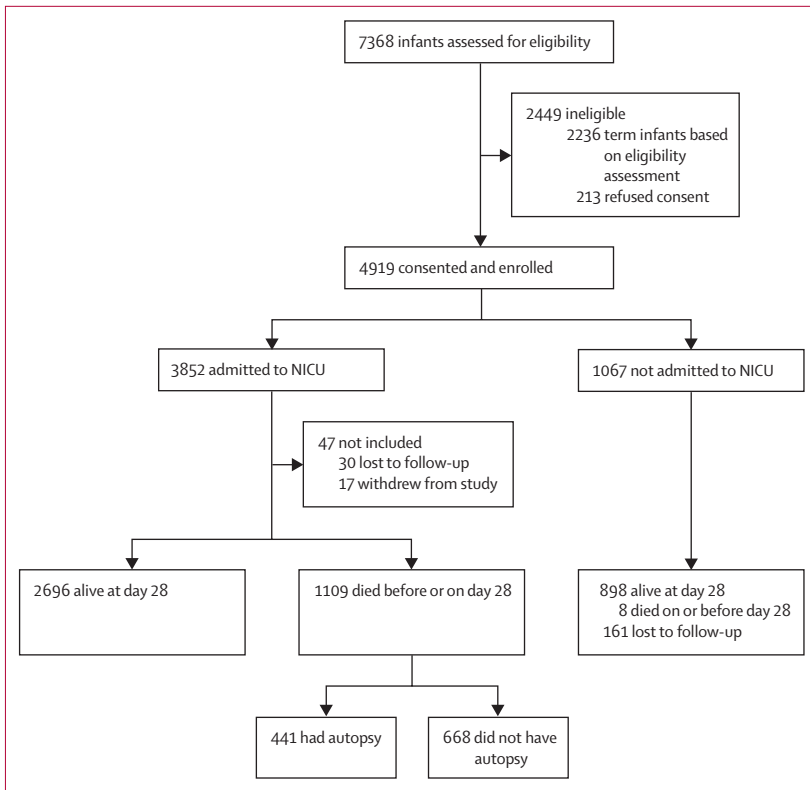 7368 infants assessed for eligibility
2449 ineligible
2236 term infants based
on eligibility
assessment
213 refused consent
4919 consented and enrolled
3852 admitted to NICU
1067 not admitted to NICU
47 not included
30 lost to follow-up
17 withdrew from study
2696 alive at day 28
1109 died before or on day 28
898 alive at day 28
8 died on or before day 28
161 lost to follow-up
441 had autopsy
668 did not have
autopsy